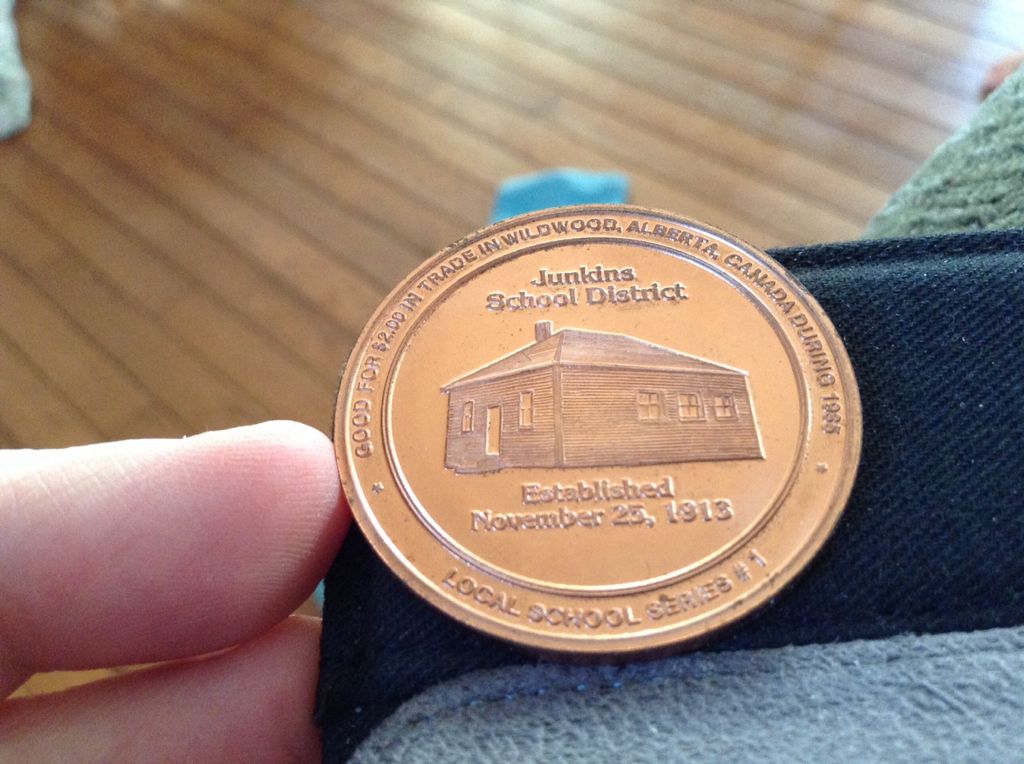 GOOD FOR $2.00 IN TRADE IN WILDWOOD, ALBERTA, CANADA DURING 1985
Junkins
School District
Established
November 25, 1913
LOCAL SCHOOL SERIES #1